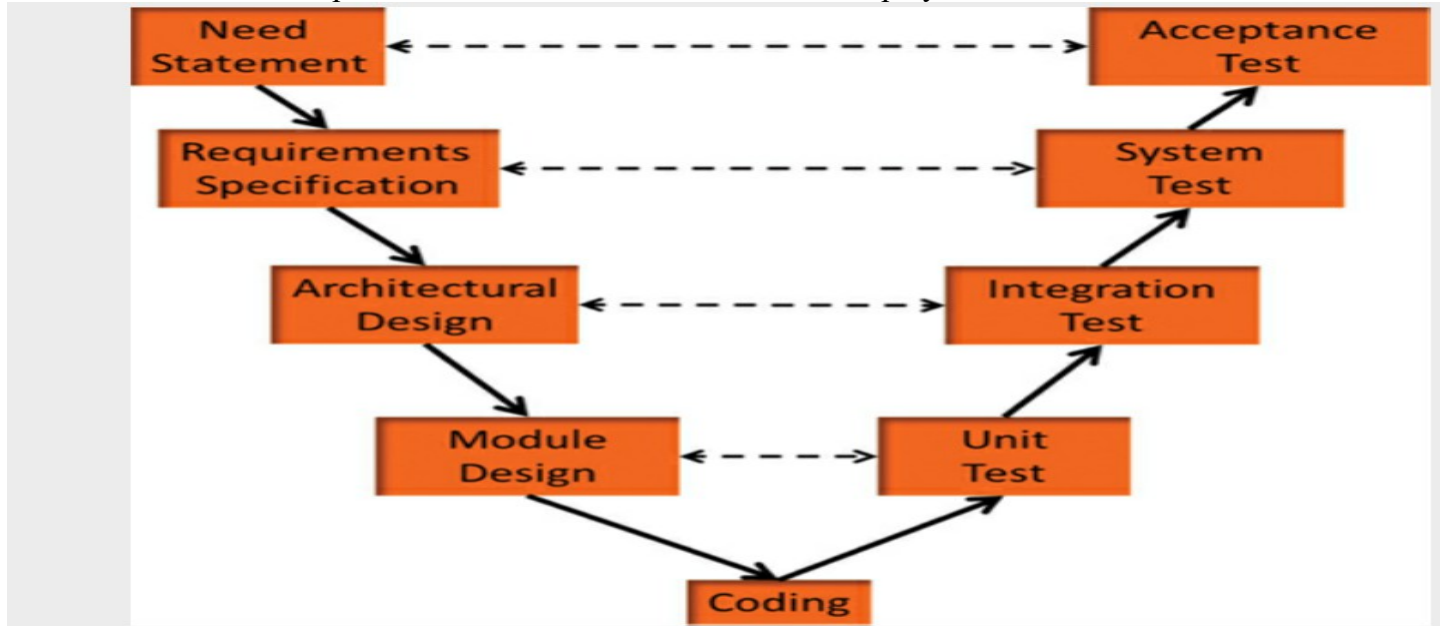 Need
Statement
Acceptance
Test
Requirements
Specification
System
Test
Architectural
Design
Integration
Test
Module
Design
Unit
Test
Coding